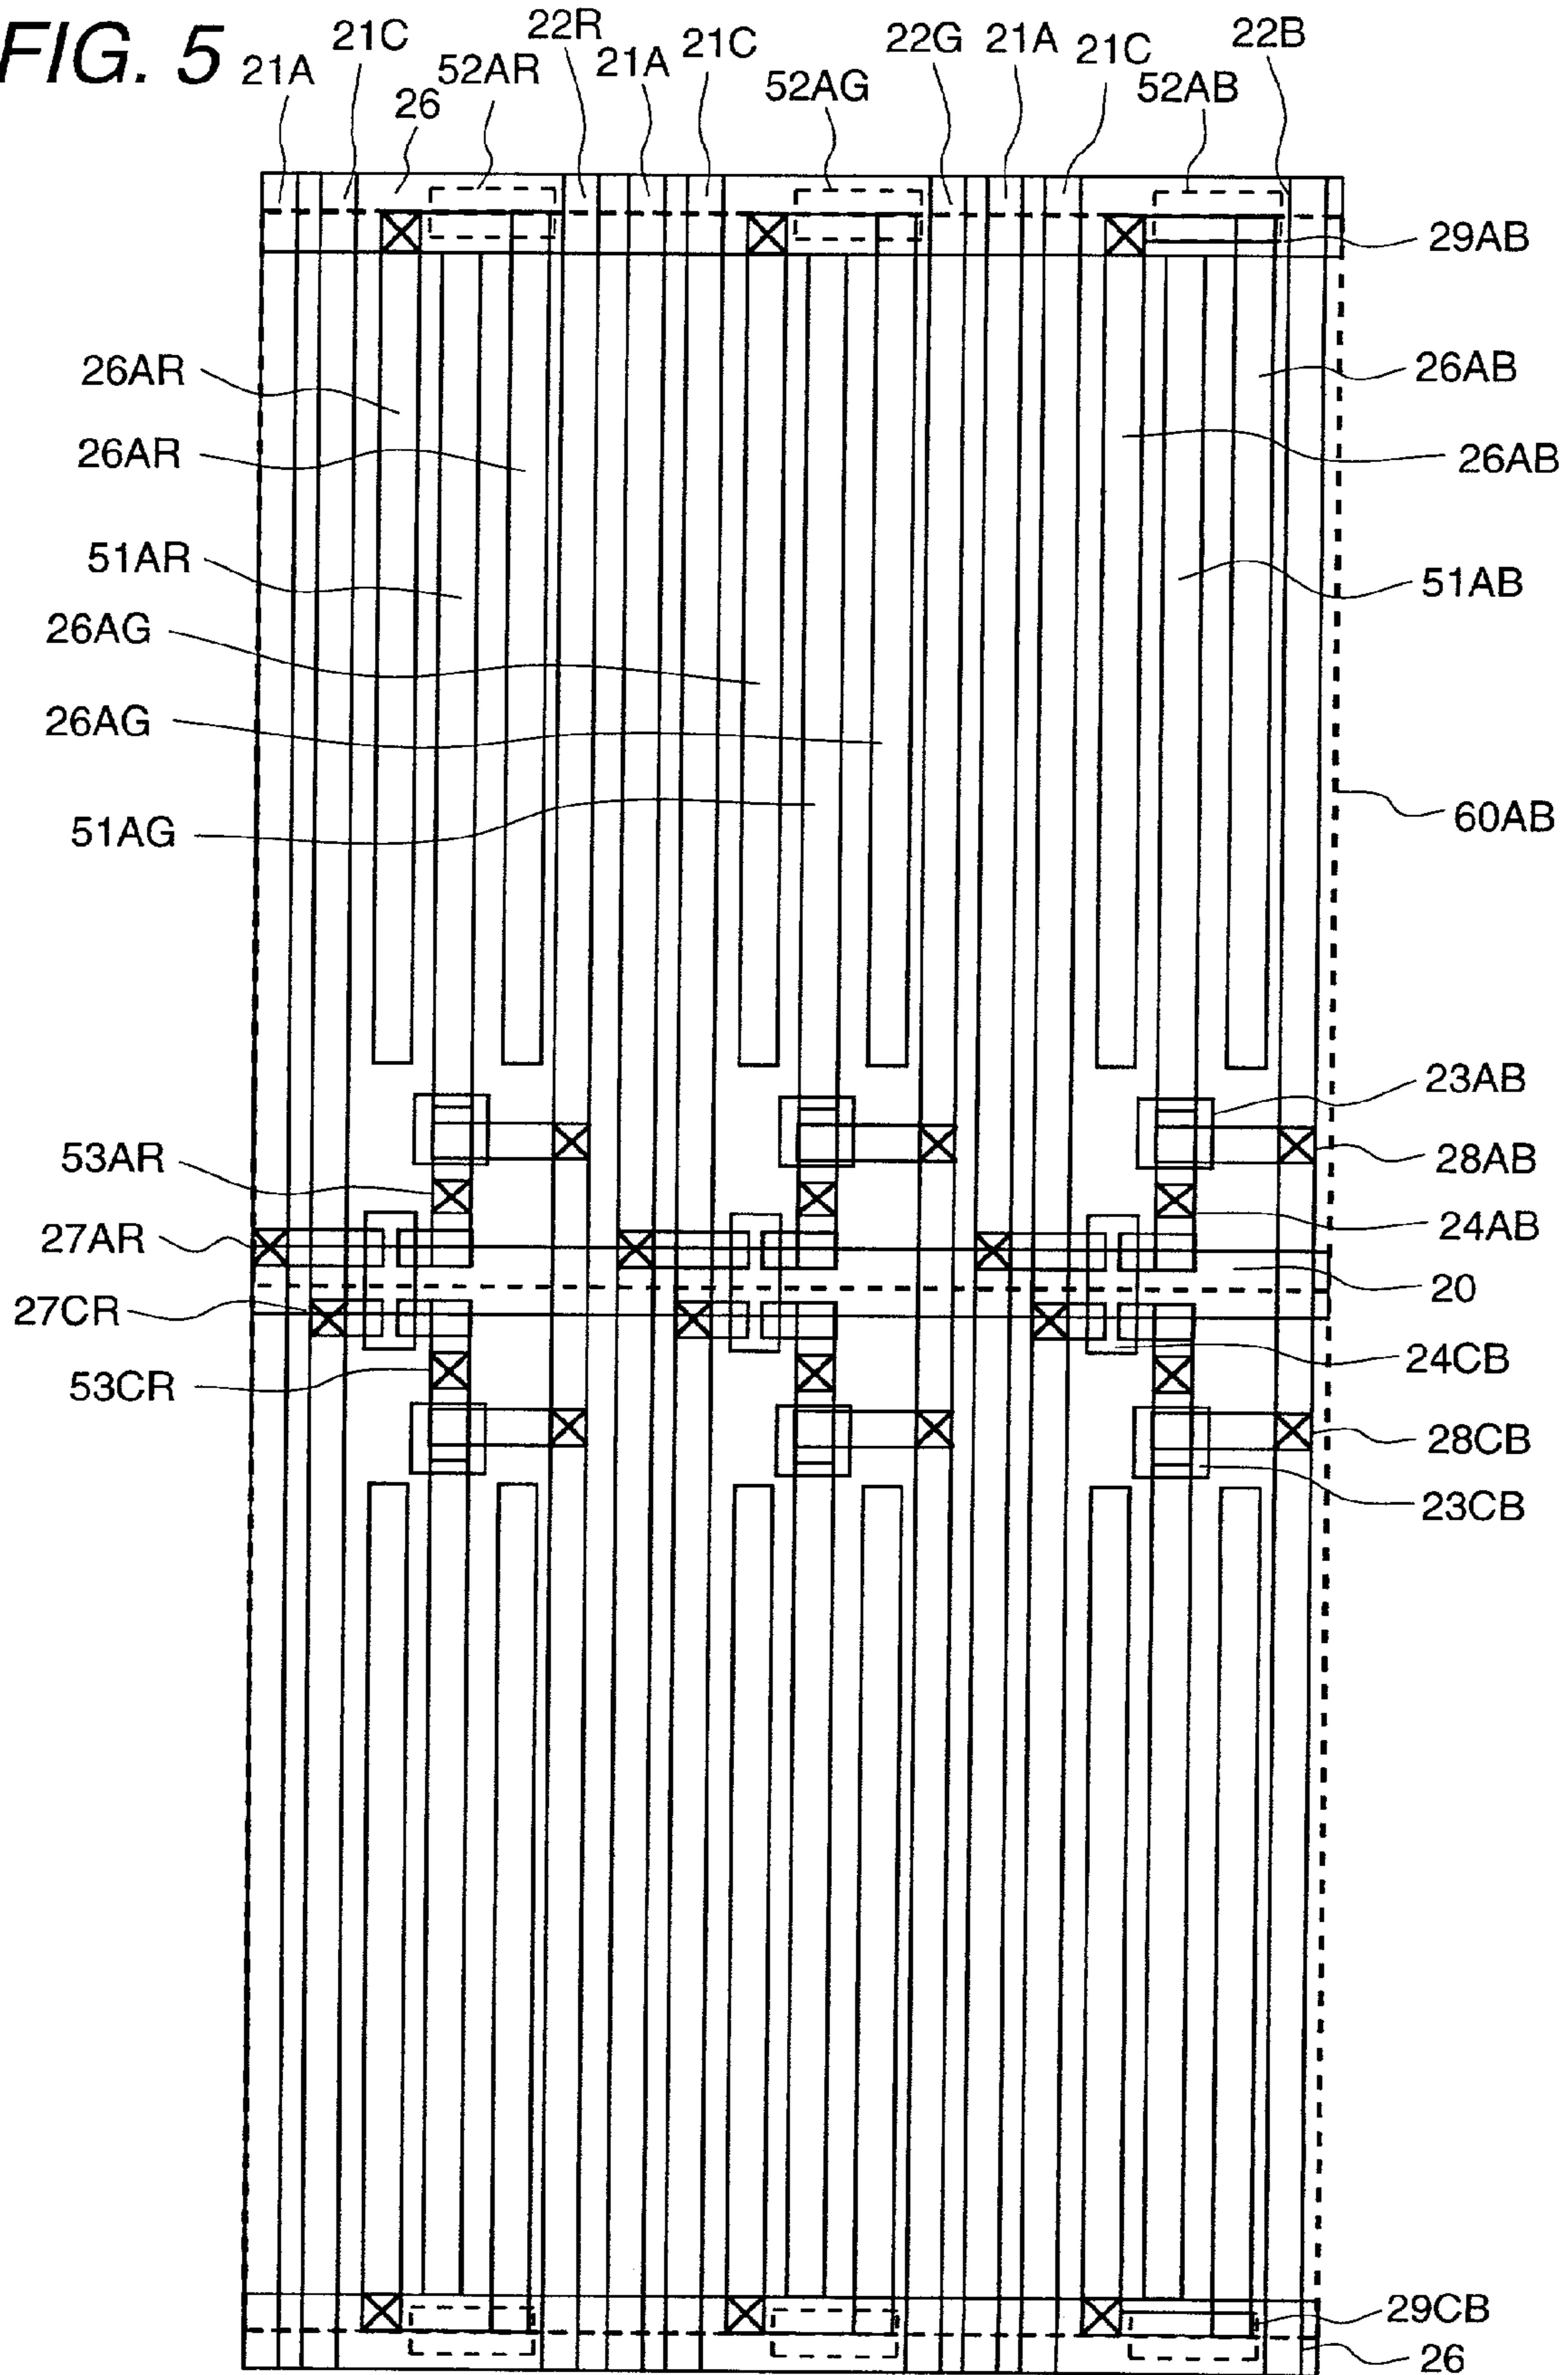 FIG. 5
21A
21C
26
52AR
22R
21A
21C
52AG
22G
21A
21C
52AB
22B
29AB
26AR
26AB
26AR
26AB
51AR
51AB
26AG
26AG
51AG
60AB
23AB
53AR
28AB
27AR
24AB
20
27CR
24CB
53CR
28CB
23CB
29CB
26